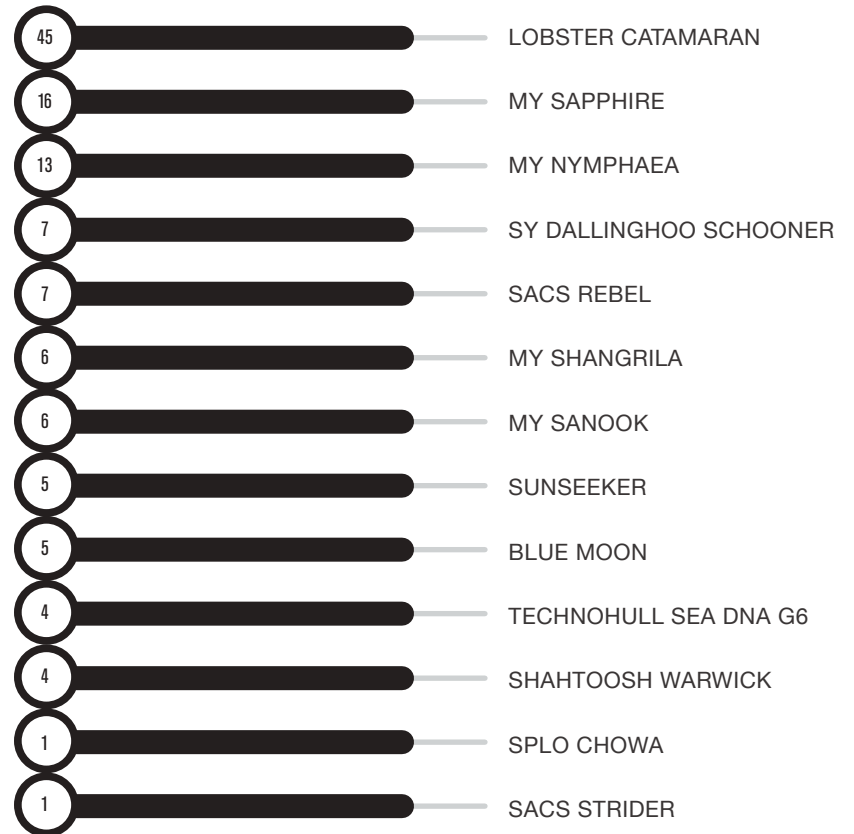 45 LOBSTER CATAMARAN
16 MY SAPPHIRE
13 MY NYMPHAEA
7 SY DALLINGHOO SCHOONER
7 SACS REBEL
6 MY SHANGRILA
6 MY SANOOK
5 SUNSEEKER
5 BLUE MOON
4 TECHNOHULL SEA DNA G6
4 SHAHTOOSH WARWICK
1 SPLO CHOWA
1 SACS STRIDER